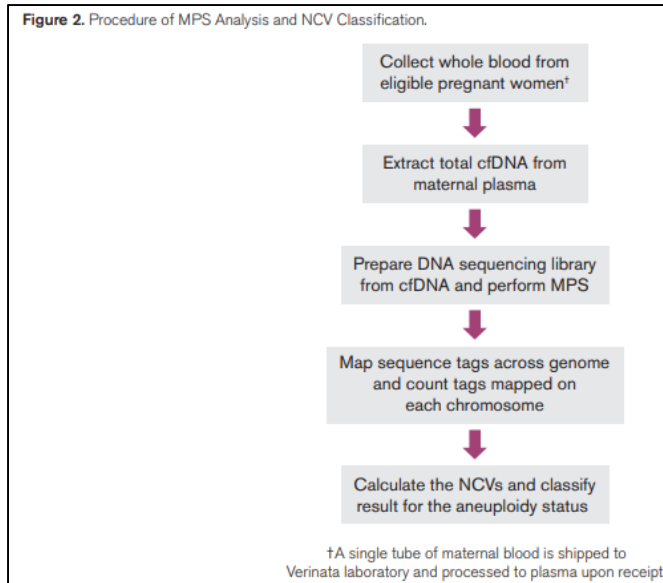 Figure 2. Procedure of MPS Analysis and NCV Classification.
Collect whole blood from
eligible pregnant women†
Extract total cfDNA from
maternal plasma
Prepare DNA sequencing library
from cfDNA and perform MPS
Map sequence tags across genome
and count tags mapped on
each chromosome
Calculate the NCVs and classify
result for the aneuploidy status
†A single tube of maternal blood is shipped to
Verinata laboratory and processed to plasma upon receipt